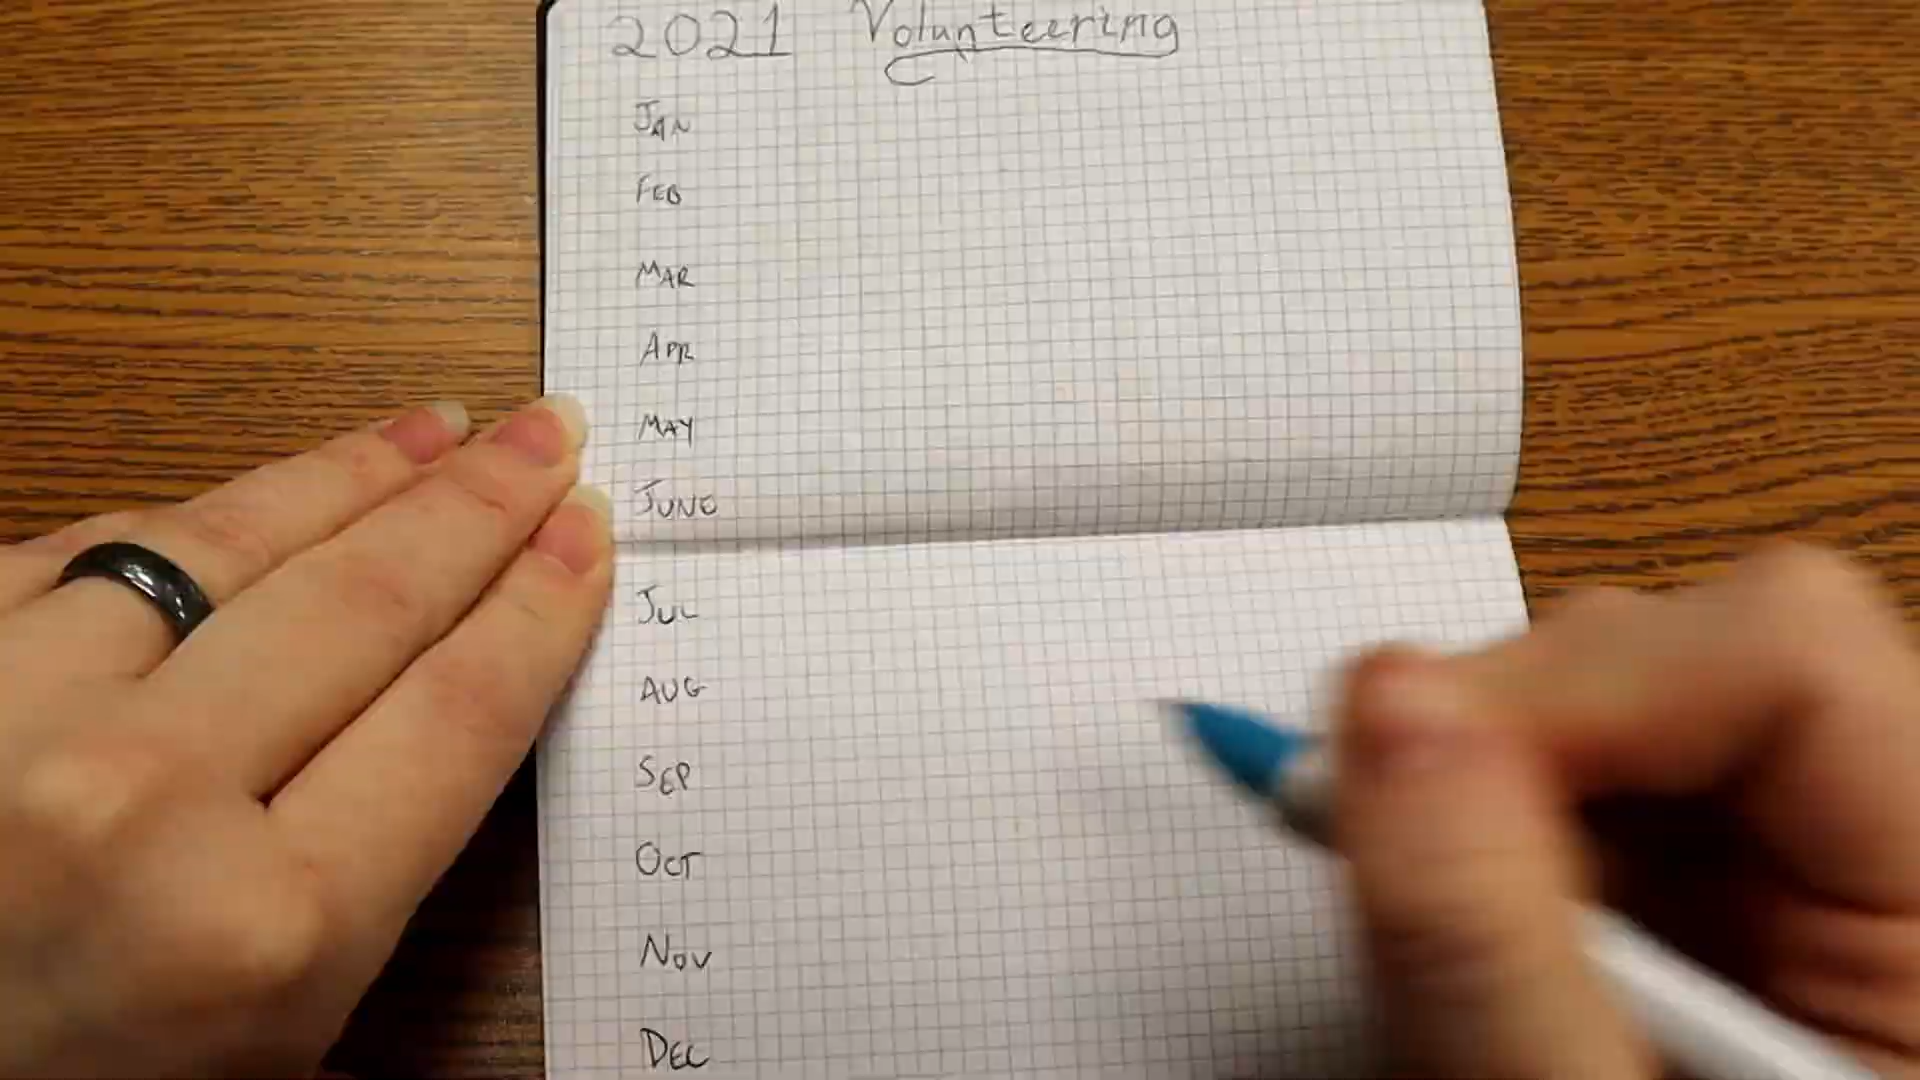 2021 Volunteering
JAN
FEB
MAR
APR
MAY
JUNE
JUL
AUG
SEP
OCT
NOV
DEC